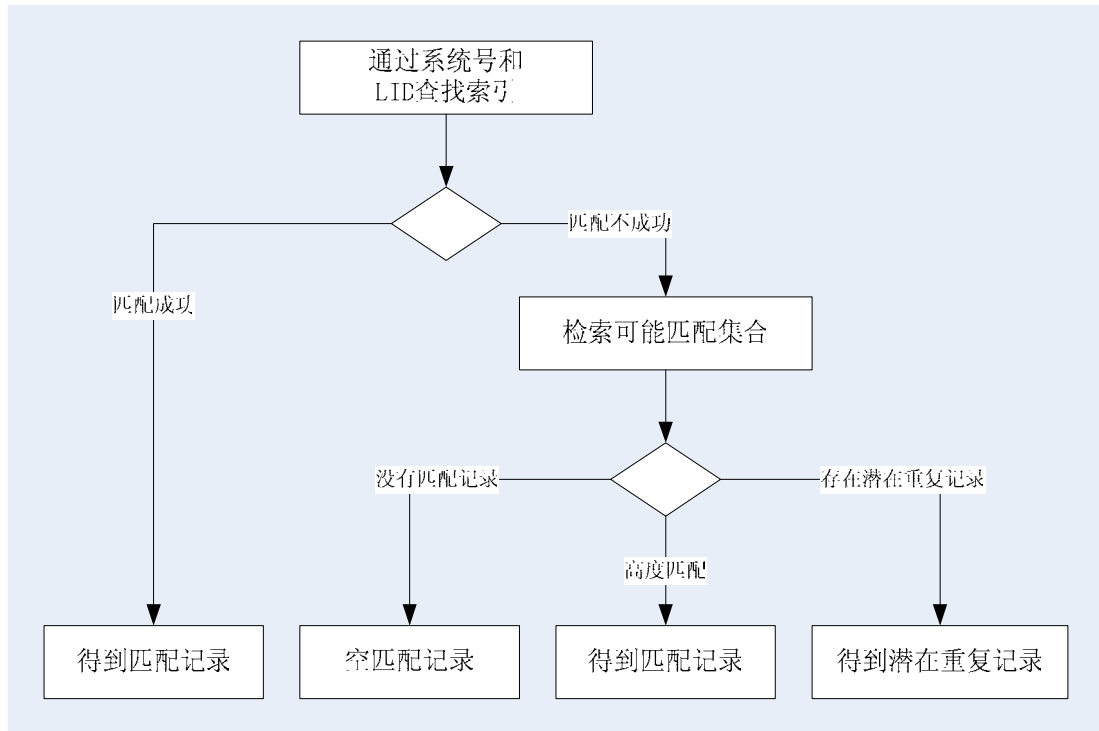 通过系统号和
LID查找索引
匹配不成功
匹配成功
检索可能匹配集合
没有匹配记录
存在潜在重复记录
高度匹配
得到匹配记录
空匹配记录
得到匹配记录
得到潜在重复记录